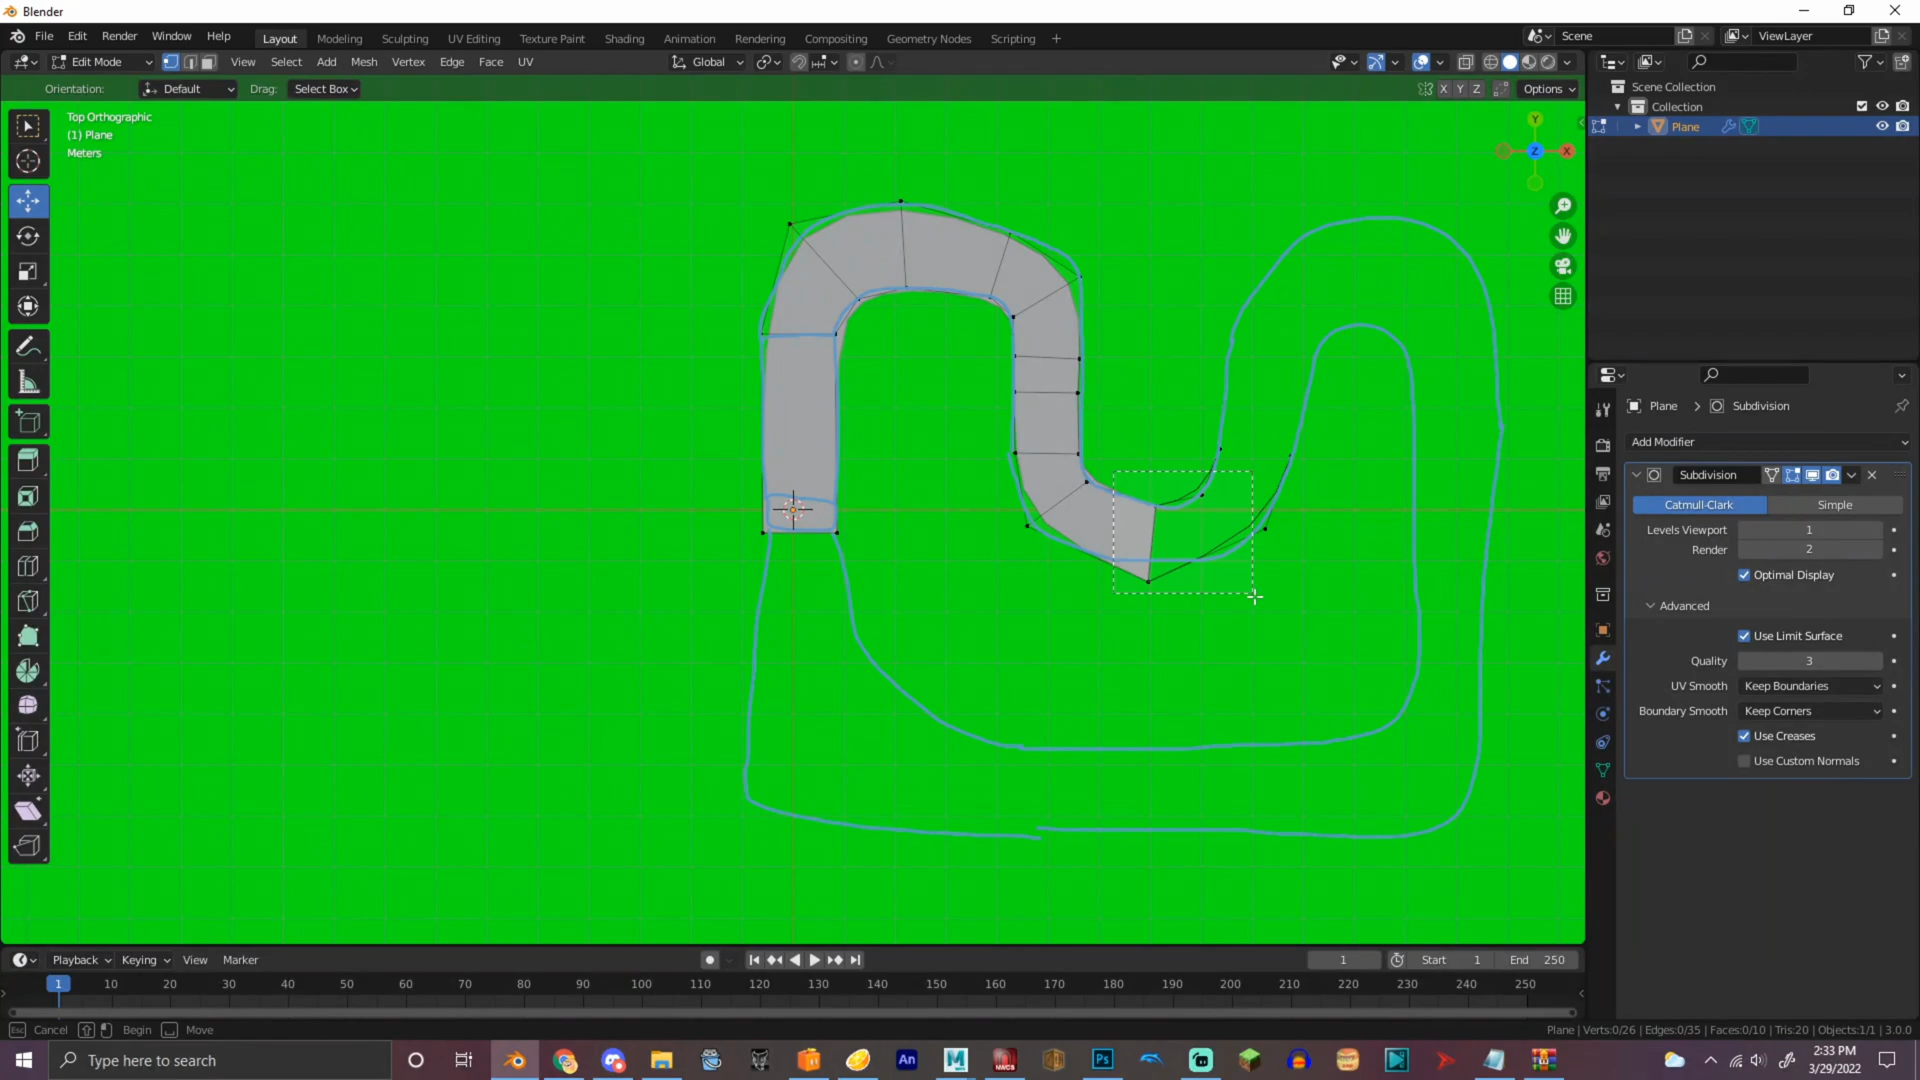 Blender
File Edit Render Window Help Layout Modeling Sculpting UV Editing Texture Paint Shading Animation Rendering Compositing Geometry Nodes Scripting + Scene ViewLayer
Edit Mode View Select Add Mesh Vertex Edge Face UV Global
Orientation: Default Drag: Select Box X Y Z Options
Scene Collection
Collection
Plane
Top Orthographic
(1) Plane
Meters
Y
Z
X
Plane > Subdivision
Add Modifier
Subdivision
Catmull-Clark Simple
Levels Viewport 1
Render 2
Optimal Display
Advanced
Use Limit Surface
Quality 3
UV Smooth Keep Boundaries
Boundary Smooth Keep Corners
Use Creases
Use Custom Normals
Playback Keying View Marker 1 Start 1 End 250
1 10 20 30 40 50 60 70 80 90 100 110 120 130 140 150 160 170 180 190 200 210 220 230 240 250
Esc Cancel Begin Move Plane | Verts:0/26 | Edges:0/35 | Faces:0/10 | Tris:20 | Objects:1/1 | 3.0.0
Type here to search An M NWCS Ps 2:33 PM
3/29/2022